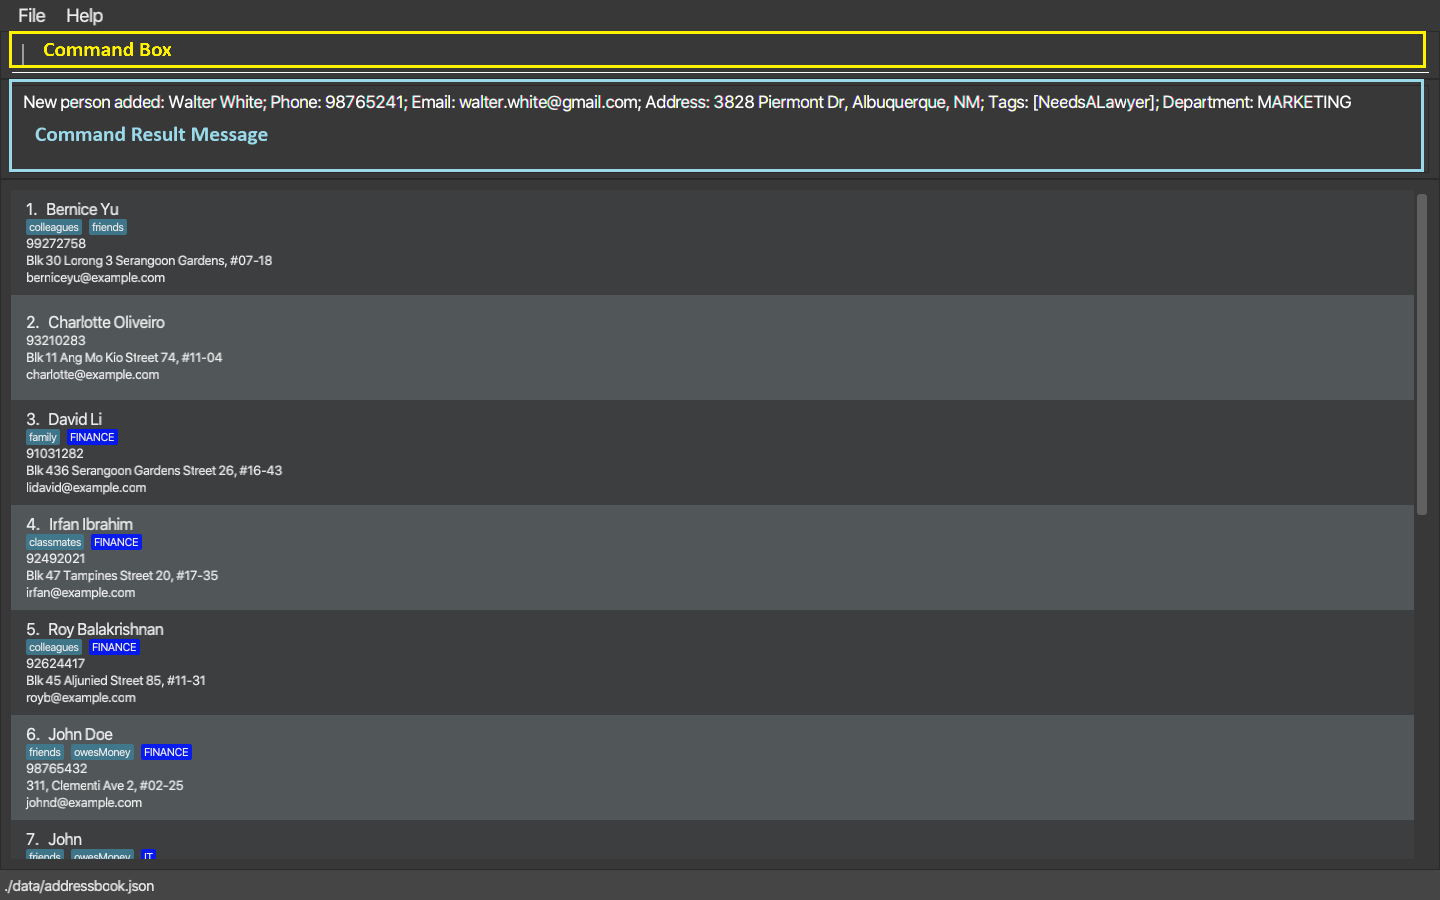 File Help
Command Box
New person added: Walter White; Phone: 98765241; Email: walter.white@gmail.com; Address: 3828 Piermont Dr, Albuquerque, NM; Tags: [NeedsALawyer]; Department: MARKETING
Command Result Message
1. Bernice Yu
colleagues friends
99272758
Blk 30 Lorong 3 Serangoon Gardens, #07-18
berniceyu@example.com
2. Charlotte Oliveiro
93210283
Blk 11 Ang Mo Kio Street 74, #11-04
charlotte@example.com
3. David Li
family FINANCE
91031282
Blk 436 Serangoon Gardens Street 26, #16-43
lidavid@example.com
4. Irfan Ibrahim
classmates FINANCE
92492021
Blk 47 Tampines Street 20, #17-35
irfan@example.com
5. Roy Balakrishnan
colleagues FINANCE
92624417
Blk 45 Aljunied Street 85, #11-31
royb@example.com
6. John Doe
friends owesMoney FINANCE
98765432
311, Clementi Ave 2, #02-25
johnd@example.com
7. John
friends owesMoney IT
./data/addressbook.json